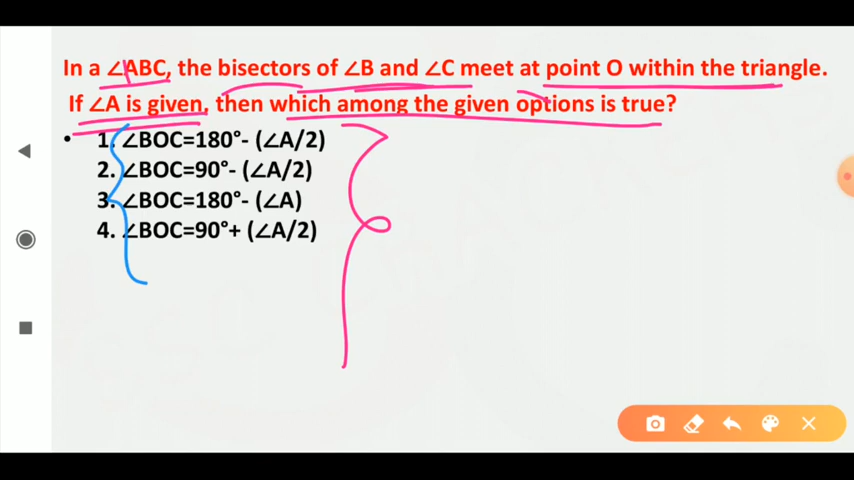 In a ∠ABC, the bisectors of ∠B and ∠C meet at point O within the triangle.
If ∠A is given, then which among the given options is true?
• 1. ∠BOC=180°- (∠A/2)
2. ∠BOC=90°- (∠A/2)
3. ∠BOC=180°- (∠A)
4. ∠BOC=90°+ (∠A/2)